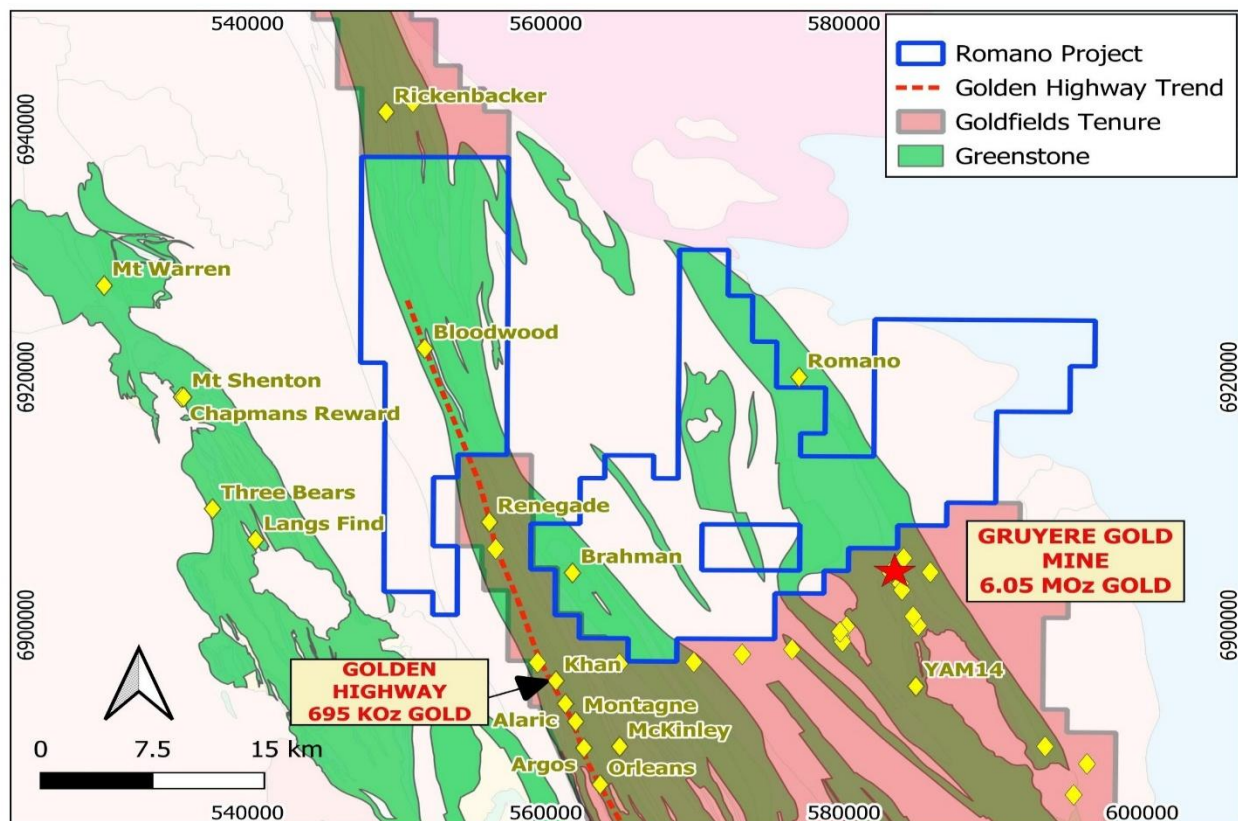 540000
560000
580000
Romano Project
Golden Highway Trend
Goldfields Tenure
Greenstone
6940000
Rickenbacker
Mt Warren
Bloodwood
Romano
6920000
6920000
Mt Shenton
Chapmans Reward
Three Bears
Langs Find
Renegade
Brahman
GRUYERE GOLD
MINE
6.05 MOz GOLD
6900000
6900000
Khan
GOLDEN
HIGHWAY
695 KOz GOLD
YAM14
Montagne
Alaric
McKinley
Argos
Orleans
0 7.5 15 km
540000
560000
580000
600000